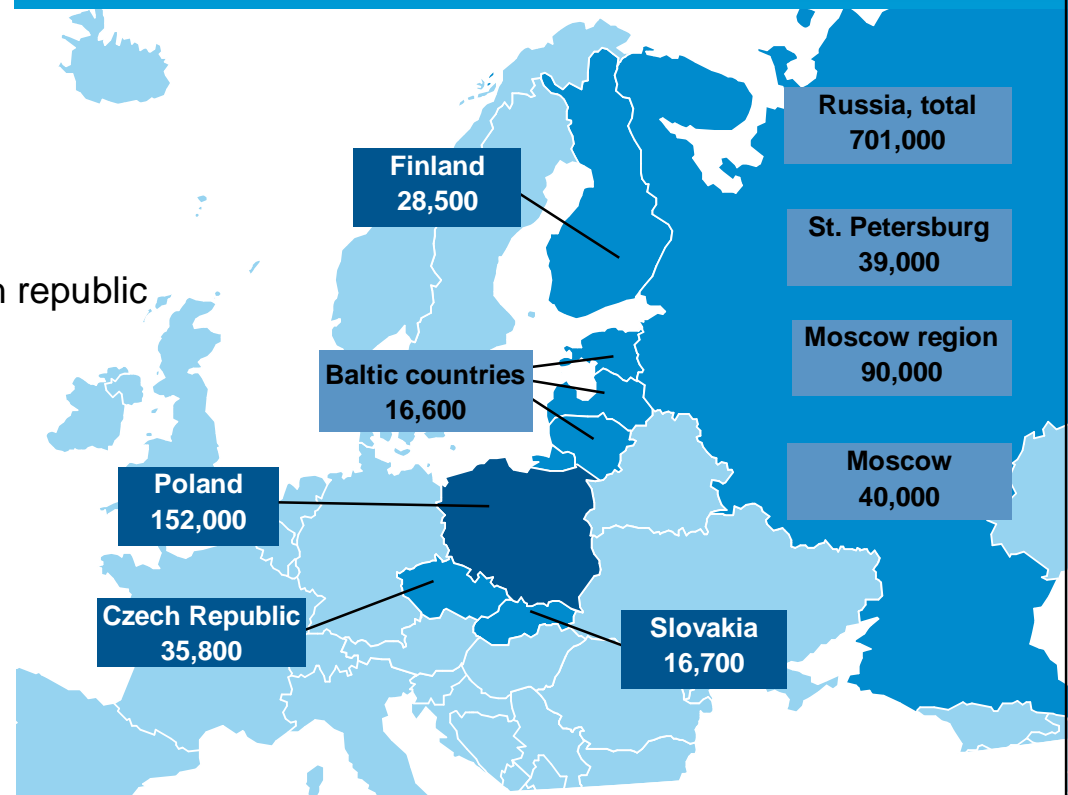 Russia, total
701,000
Finland
28,500
St. Petersburg
39,000
republic
Moscow region
90,000
Baltic countries
16,600
Moscow
40,000
Poland
152,000
Czech Republic
35,800
Slovakia
16,700